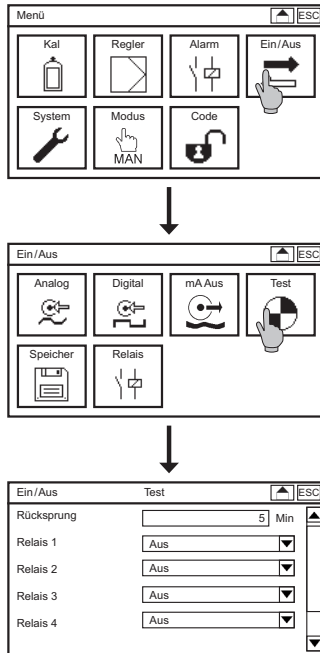 Menü ESC
Kal Regler Alarm Ein/Aus
System Modus Code
MAN
Ein/Aus ESC
Analog Digital mA Aus Test
Speicher Relais
Ein/Aus Test ESC
Rücksprung 5 Min
Relais 1 Aus
Relais 2 Aus
Relais 3 Aus
Relais 4 Aus